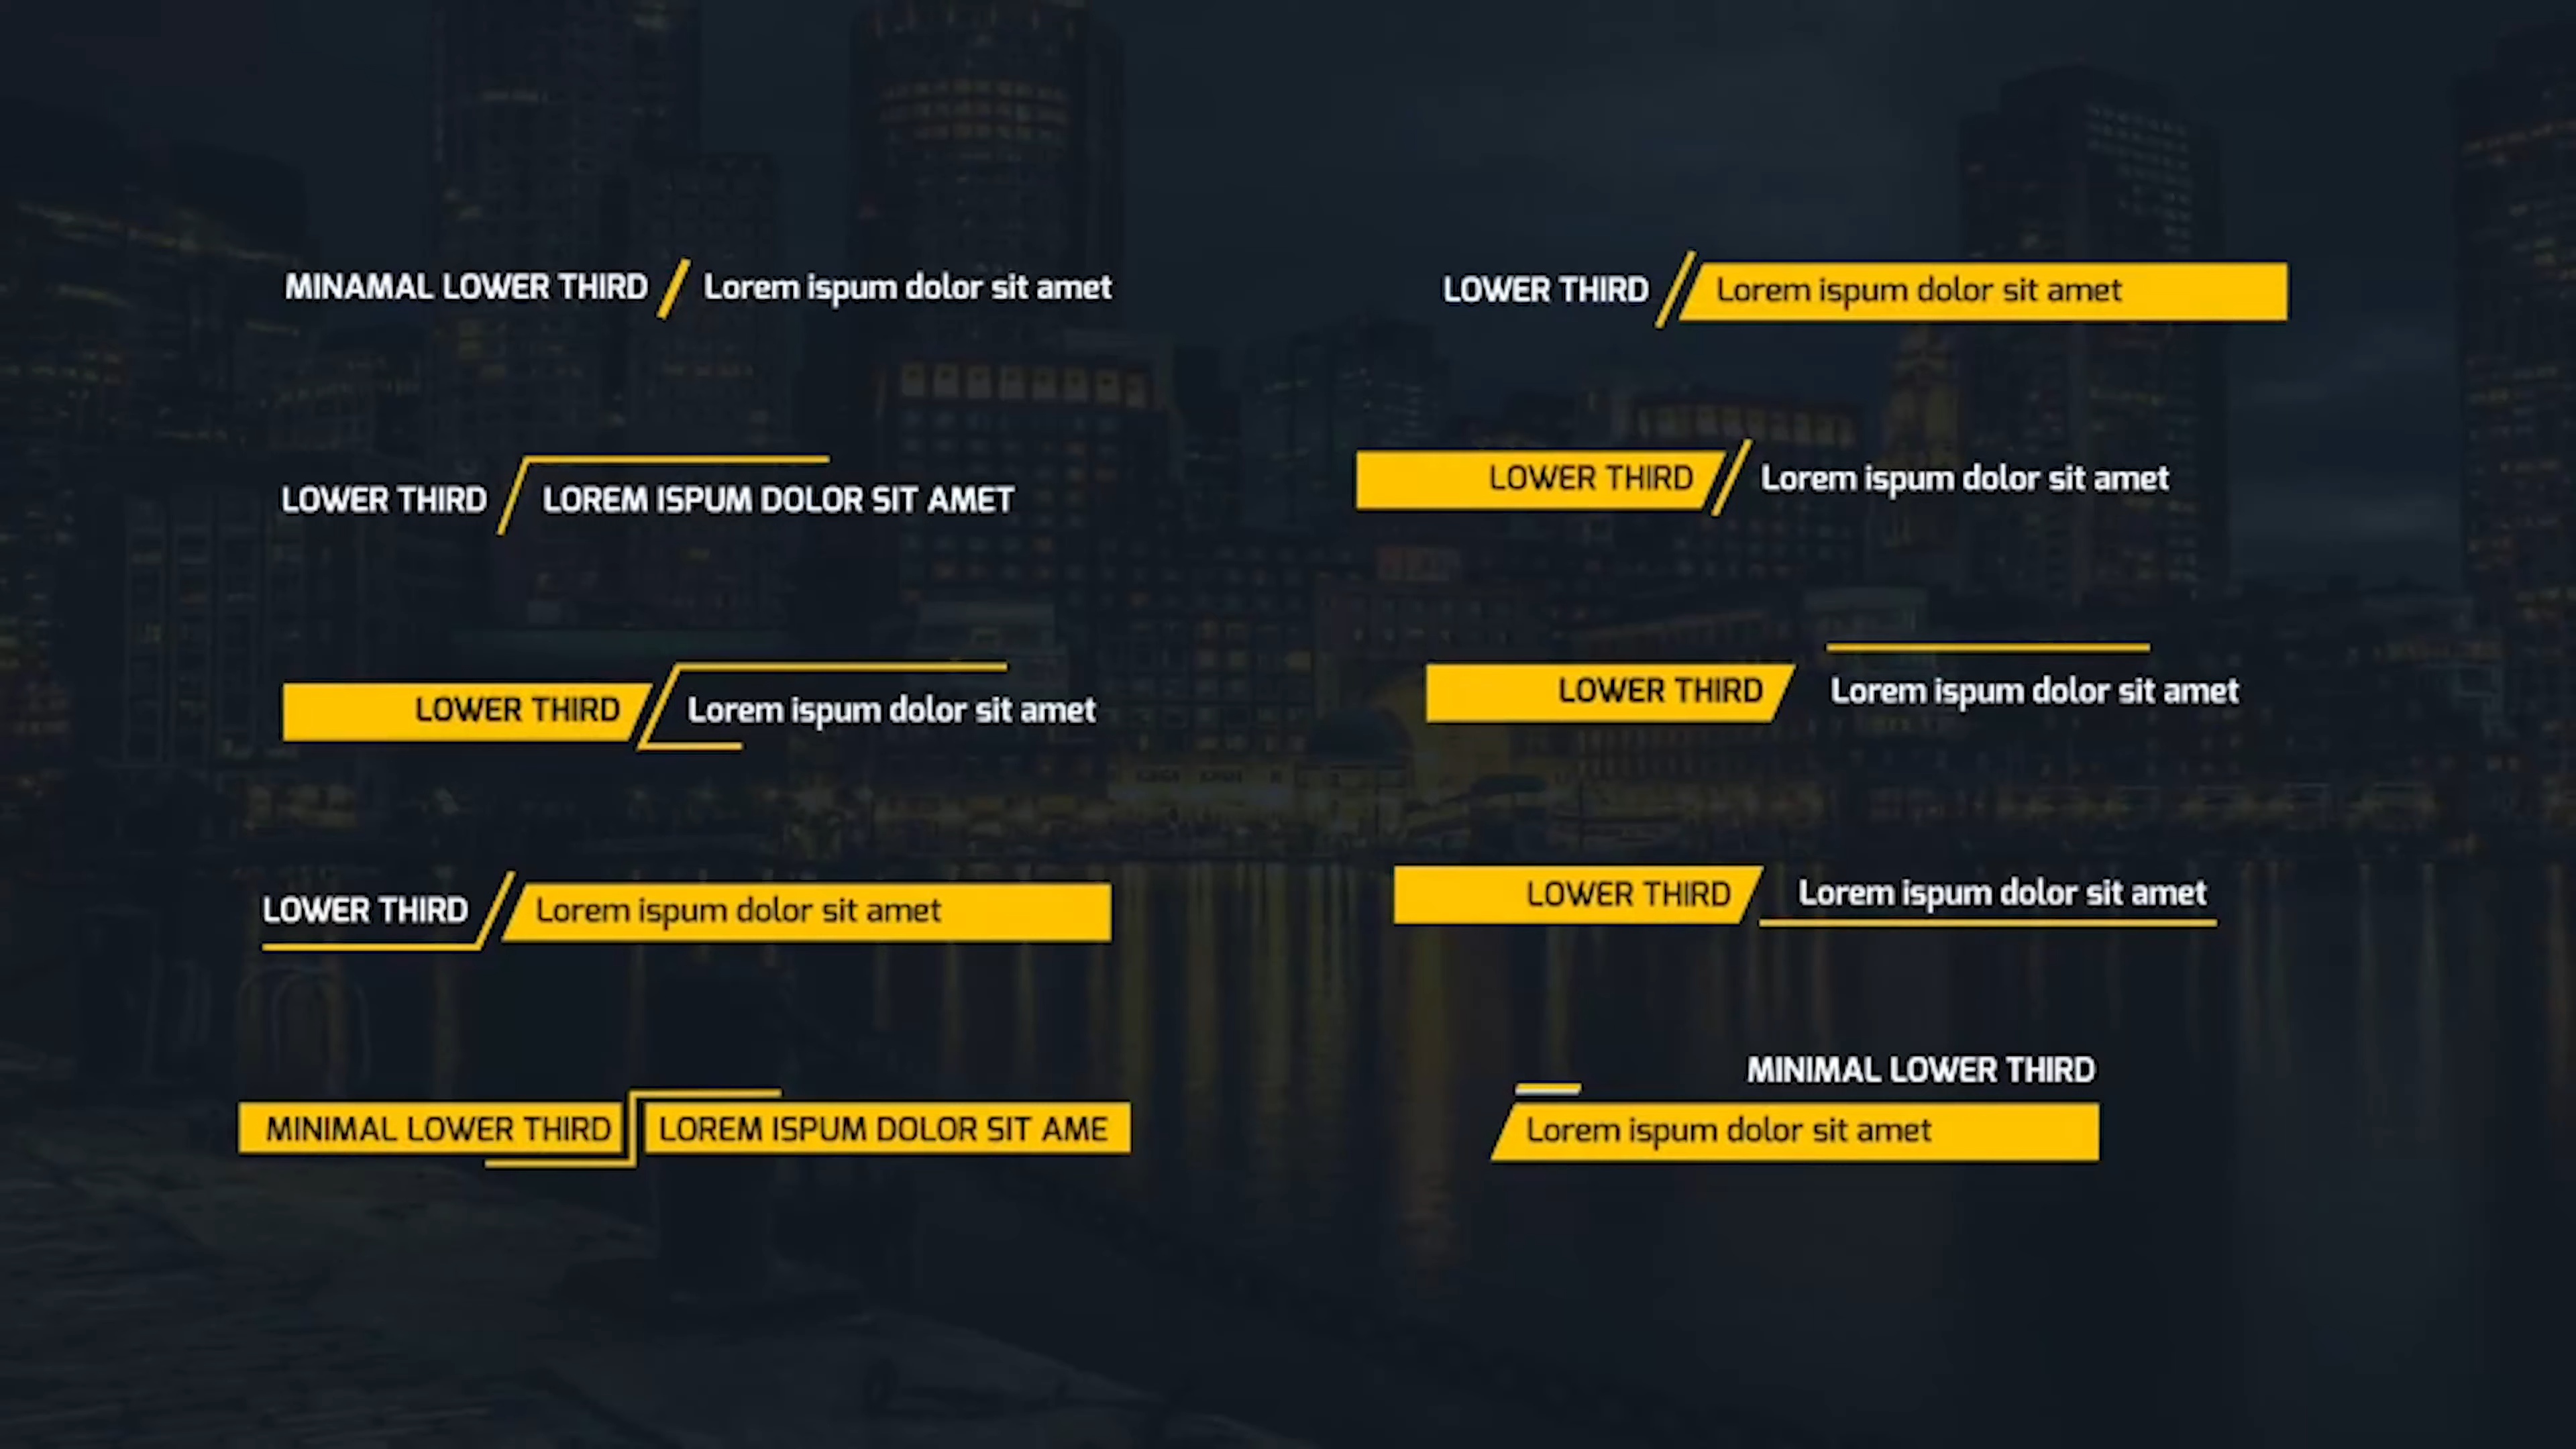 MINAMAL LOWER THIRD Lorem ispum dolor sit amet
LOWER THIRD LOREM ISPUM DOLOR SIT AMET
LOWER THIRD Lorem ispum dolor sit amet
LOWER THIRD Lorem ispum dolor sit amet
MINIMAL LOWER THIRD LOREM ISPUM DOLOR SIT AME
LOWER THIRD Lorem ispum dolor sit amet
LOWER THIRD Lorem ispum dolor sit amet
LOWER THIRD Lorem ispum dolor sit amet
LOWER THIRD Lorem ispum dolor sit amet
MINIMAL LOWER THIRD
Lorem ispum dolor sit amet